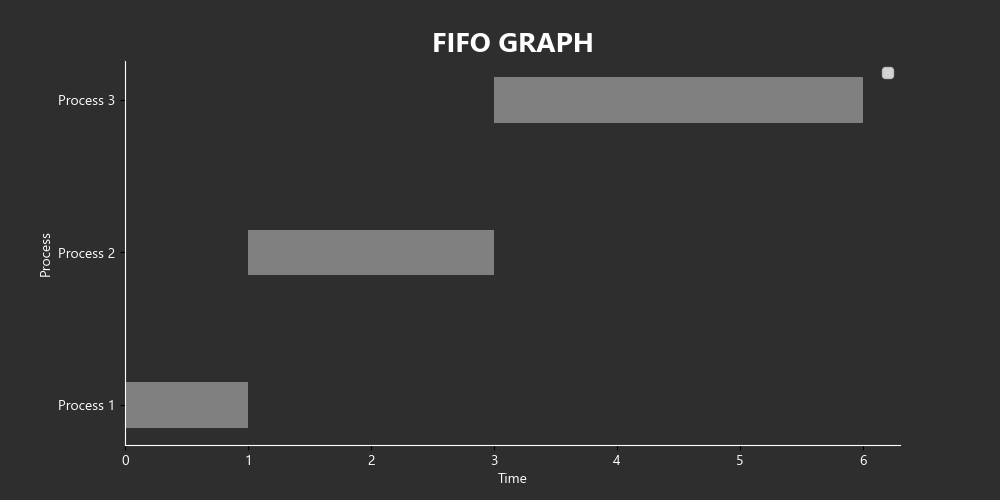 FIFO GRAPH
Process 3
Process 2
Process 1
Process
0 1 2 3 4 5 6
Time